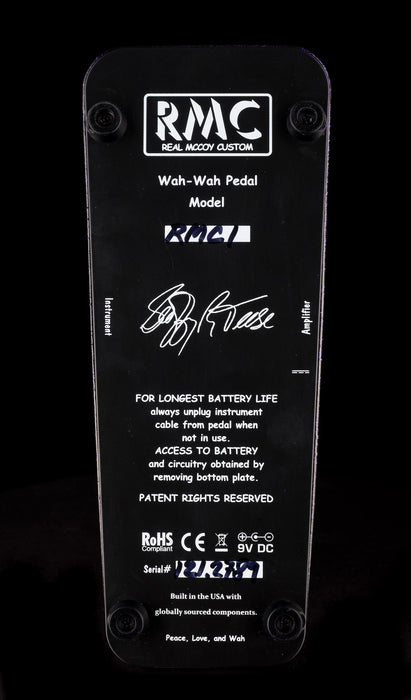 RMC
REAL MCCOY CUSTOM
Wah-Wah Pedal
Model
RMC1
Instrument
Amplifier
FOR LONGEST BATTERY LIFE
always unplug instrument
cable from pedal when
not in use.
ACCESS TO BATTERY
and circuitry obtained by
removing bottom plate.
PATENT RIGHTS RESERVED
RoHS
Compliant
CE
9V DC
Serial#
Built in the USA with
globally sourced components.
Peace, Love, and Wah